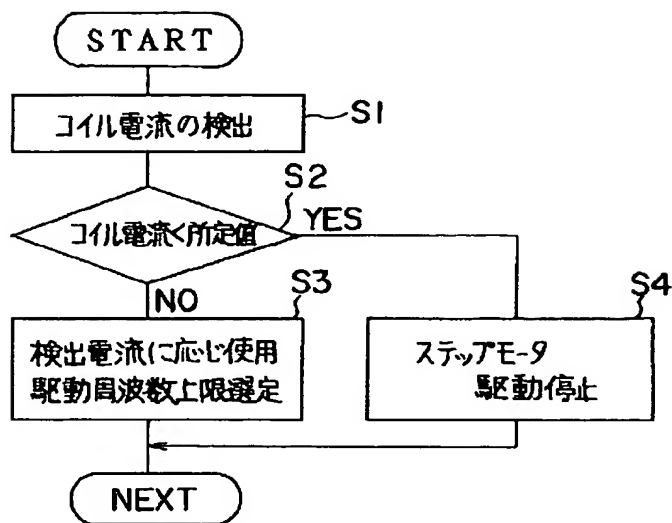 START
コイル電流の検出
S1
S2
コイル電流<所定値
YES
NO
S3
検出電流に応じ使用
駆動周波数上限選定
S4
ステップモータ
駆動停止
NEXT